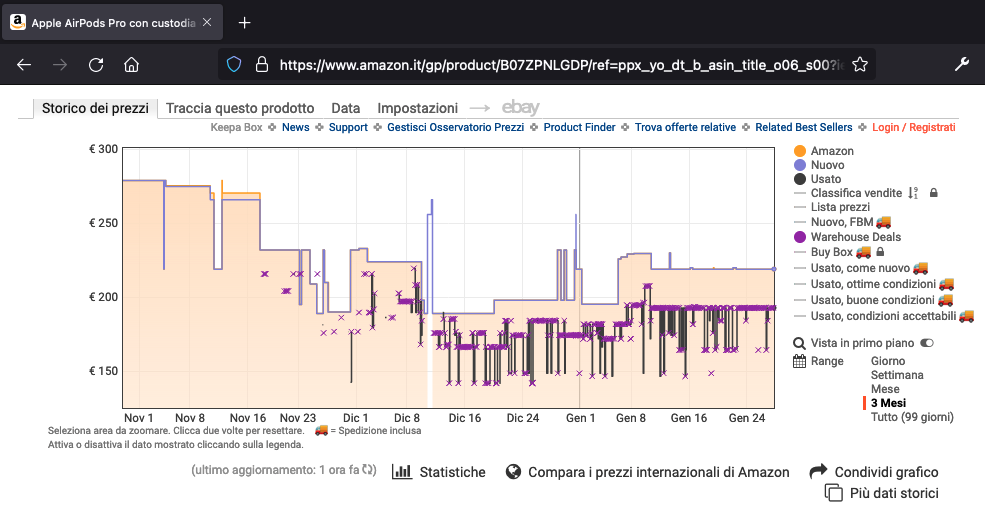 Apple AirPods Pro con custodia
https://www.amazon.it/gp/product/B07ZPNLGDP/ref=ppx_yo_dt_b_asin_title_o06_s00?ie
Storico dei prezzi Traccia questo prodotto Data Impostazioni ebay
Keepa Box News Support Gestisci Osservatorio Prezzi Product Finder Trova offerte relative Related Best Sellers Login / Registrati
€ 300
€ 250
€ 200
€ 150
Nov 1 Nov 8 Nov 16 Nov 23 Dic 1 Dic 8 Dic 16 Dic 24 Gen 1 Gen 8 Gen 16 Gen 24
Amazon
Nuovo
Usato
Classifica vendite
Lista prezzi
Nuovo, FBM
Warehouse Deals
Buy Box
Usato, come nuovo
Usato, ottime condizioni
Usato, buone condizioni
Usato, condizioni accettabili
Vista in primo piano
Range Giorno
Settimana
Mese
3 Mesi
Tutto (99 giorni)
Seleziona area da zoomare. Clicca due volte per resettare. = Spedizione inclusa
Attiva o disattiva il dato mostrato cliccando sulla legenda.
(ultimo aggiornamento: 1 ora fa ) Statistiche Compara i prezzi internazionali di Amazon Condividi grafico
Più dati storici